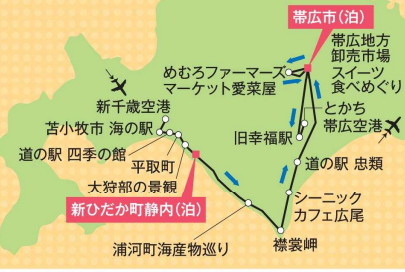 帯広市(泊)
帯広地方
卸売市場
スイーツ
食べめぐり
めむろファーマーズ
マーケット愛菜屋
新千歳空港
とかち
帯広空港
苫小牧市 海の駅
旧幸福駅
道の駅 四季の館
平取町
道の駅 忠類
大狩部の景観
新ひだか町静内(泊)
シーニック
カフェ広尾
浦河町海産物巡り
襟裳岬